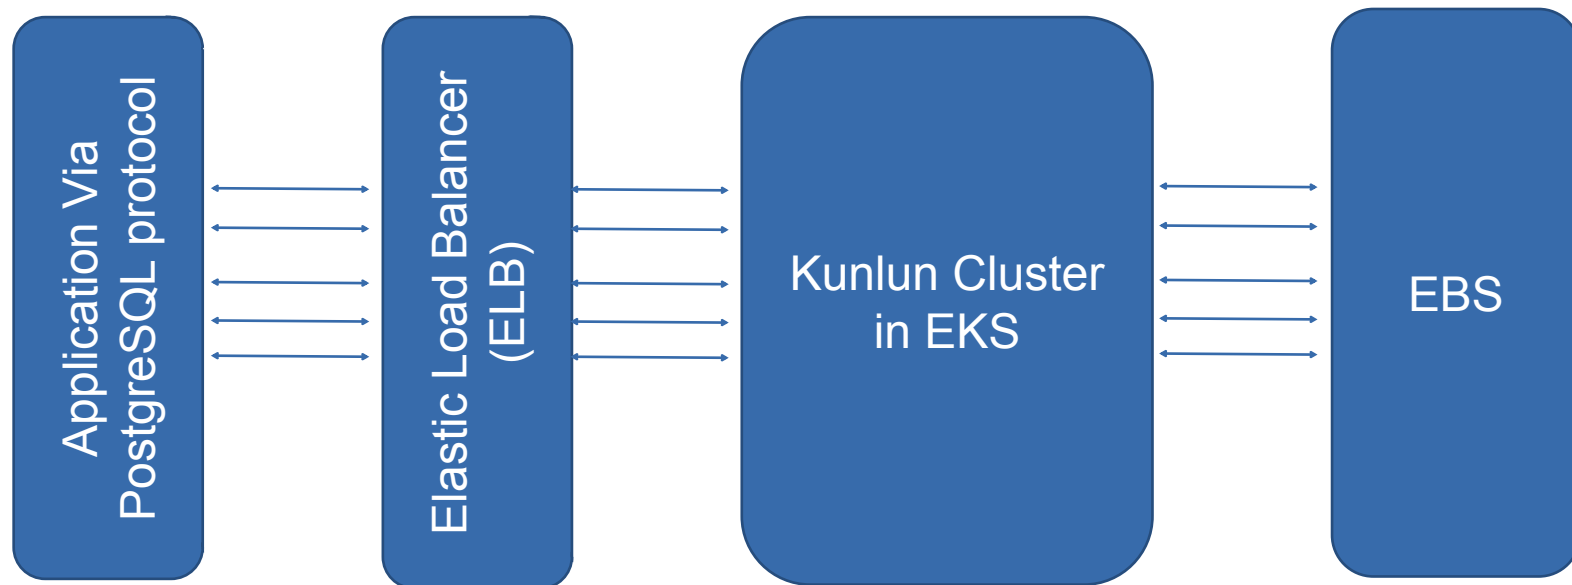 Application Via
PostgreSQL protocol
Elastic Load Balancer
(ELB)
Kunlun Cluster
in EKS
EBS